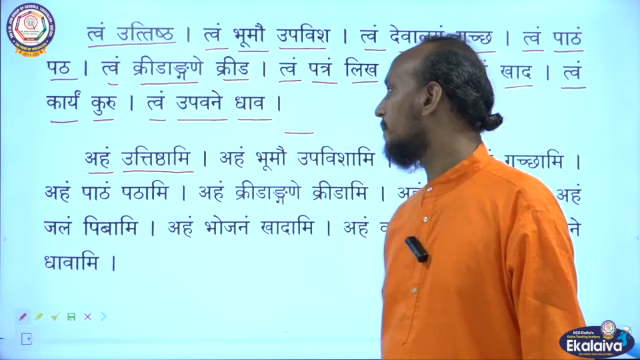 त्वं उत्तिष्ठ । त्वं भूमौ उपविश । त्वं देवालयं गच्छ । त्वं पाठं
पठ । त्वं क्रीडाङ्गणे क्रीड । त्वं पत्रं लिख खाद । त्वं
कार्यं कुरु । त्वं उपवने धाव ।
अहं उत्तिष्ठामि । अहं भूमौ उपविशामि । गच्छामि ।
अहं पाठं पठामि । अहं क्रीडाङ्गणे क्रीडामि । अहं
जलं पिबामि । अहं भोजनं खादामि । अहं ने
धावामि ।
Ekalaiva